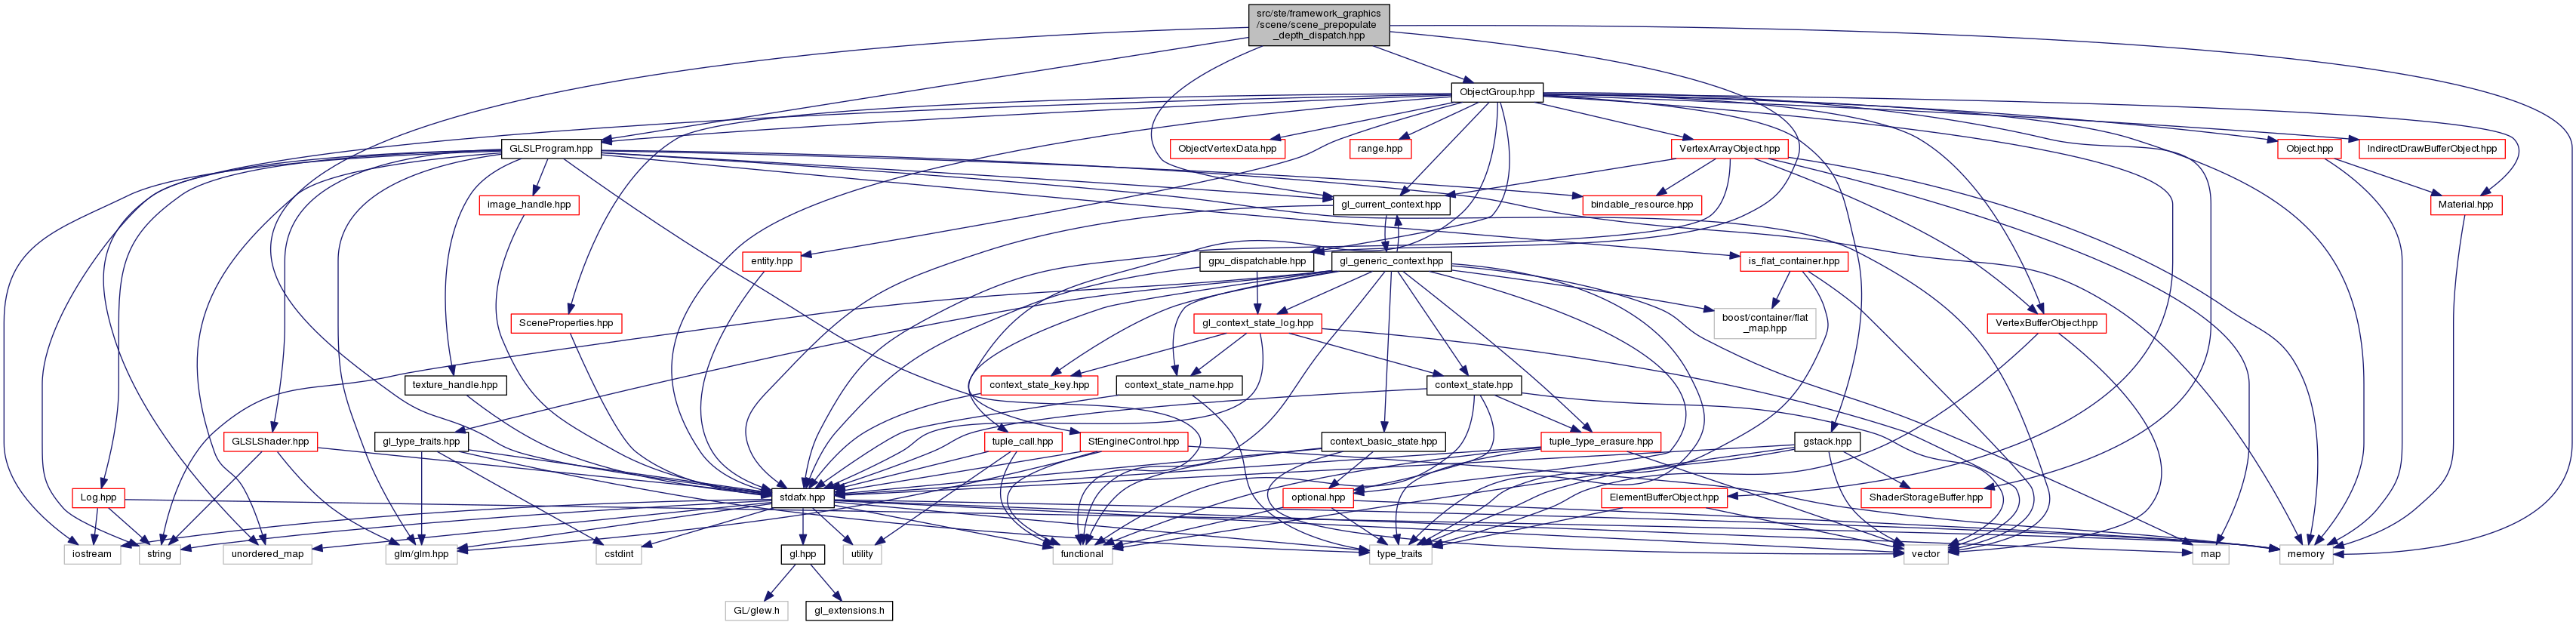 src/ste/framework_graphics
/scene/scene_prepopulate
_depth_dispatch.hpp
ObjectGroup.hpp
GLSLProgram.hpp
ObjectVertexData.hpp
range.hpp
VertexArrayObject.hpp
Object.hpp
IndirectDrawBufferObject.hpp
image_handle.hpp
gl_current_context.hpp
bindable_resource.hpp
Material.hpp
entity.hpp
gpu_dispatchable.hpp
gl_generic_context.hpp
is_flat_container.hpp
SceneProperties.hpp
gl_context_state_log.hpp
boost/container/flat
_map.hpp
VertexBufferObject.hpp
texture_handle.hpp
context_state_key.hpp
context_state_name.hpp
context_state.hpp
GLSLShader.hpp
gl_type_traits.hpp
tuple_call.hpp
StEngineControl.hpp
context_basic_state.hpp
tuple_type_erasure.hpp
gstack.hpp
Log.hpp
stdafx.hpp
optional.hpp
ElementBufferObject.hpp
ShaderStorageBuffer.hpp
iostream
string
unordered_map
glm/glm.hpp
cstdint
gl.hpp
utility
functional
type_traits
vector
map
memory
GL/glew.h
gl_extensions.h